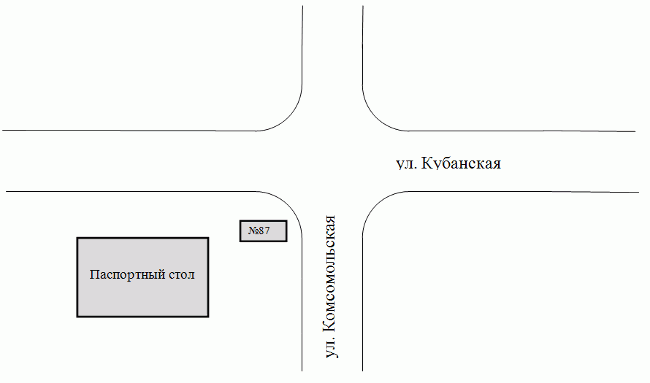 ул. Кубанская
№87
Паспортный стол
ул. Комсомольская